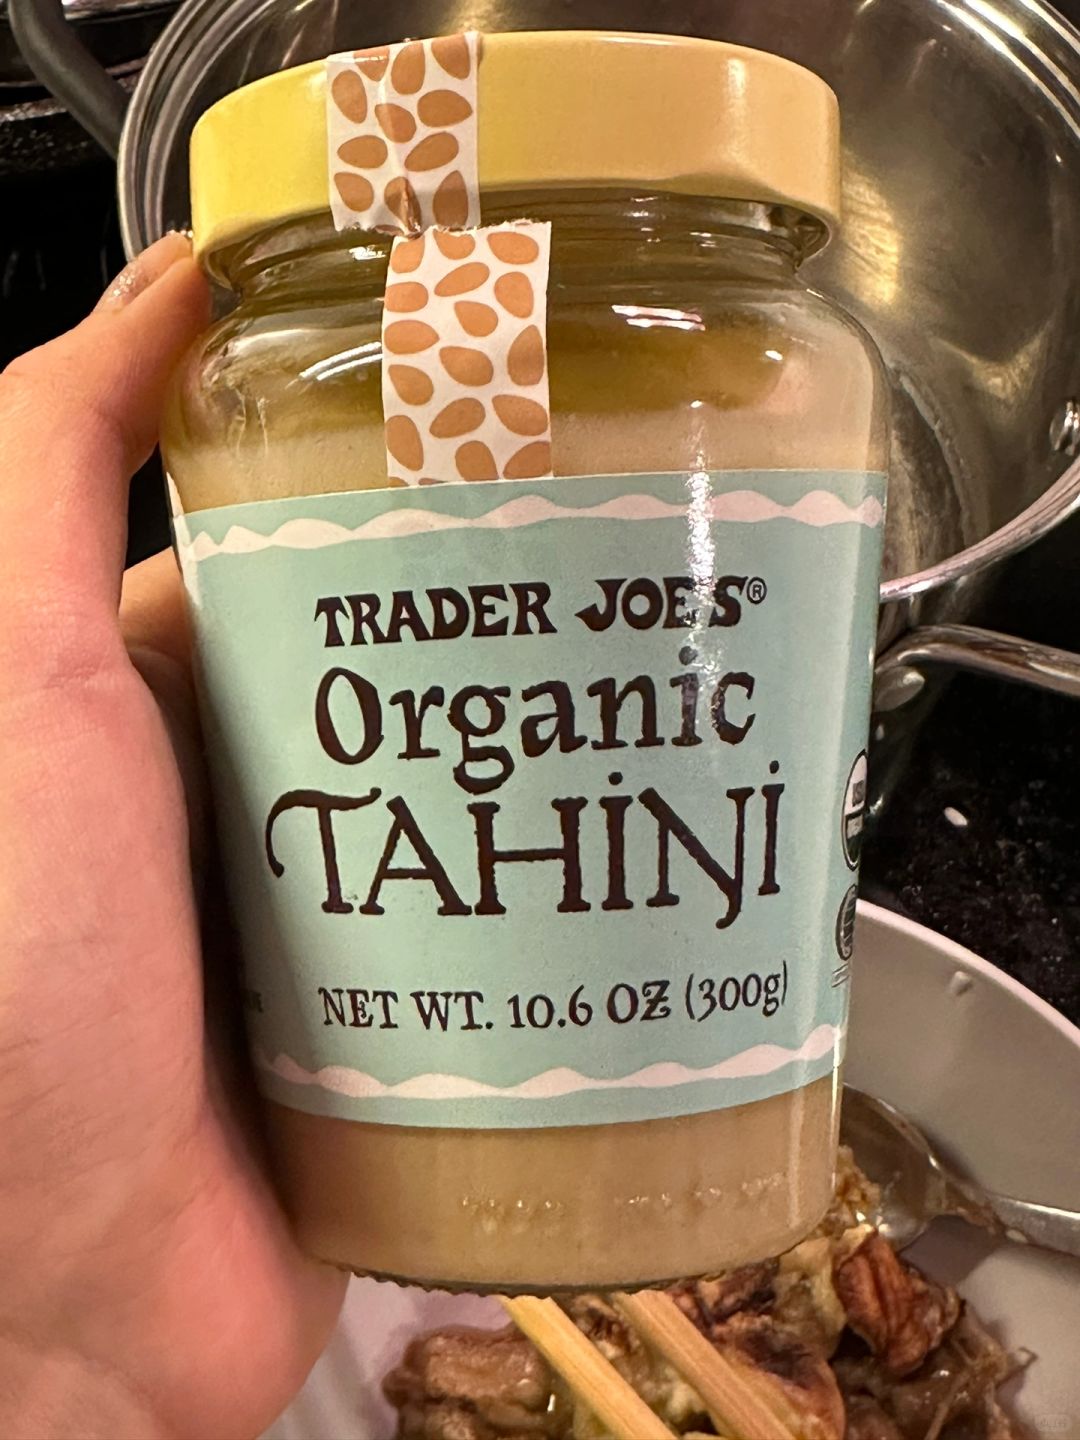 TRADER JOE'S®
Organic
TAHINI
NET WT. 10.6 OZ (300g)